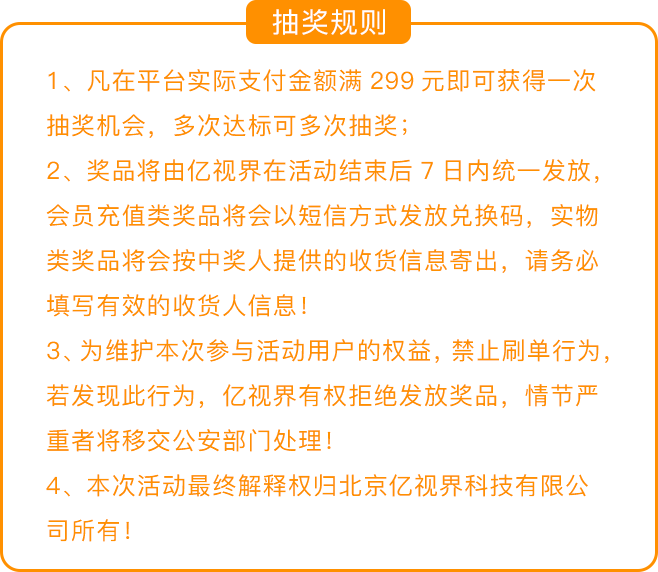 抽奖规则
1、凡在平台实际支付金额满 299 元即可获得一次
抽奖机会，多次达标可多次抽奖；
2、奖品将由亿视界在活动结束后 7 日内统一发放，
会员充值类奖品将会以短信方式发放兑换码，实物
类奖品将会按中奖人提供的收货信息寄出，请务必
填写有效的收货人信息！
3、为维护本次参与活动用户的权益，禁止刷单行为，
若发现此行为，亿视界有权拒绝发放奖品，情节严
重者将移交公安部门处理！
4、本次活动最终解释权归北京亿视界科技有限公
司所有！